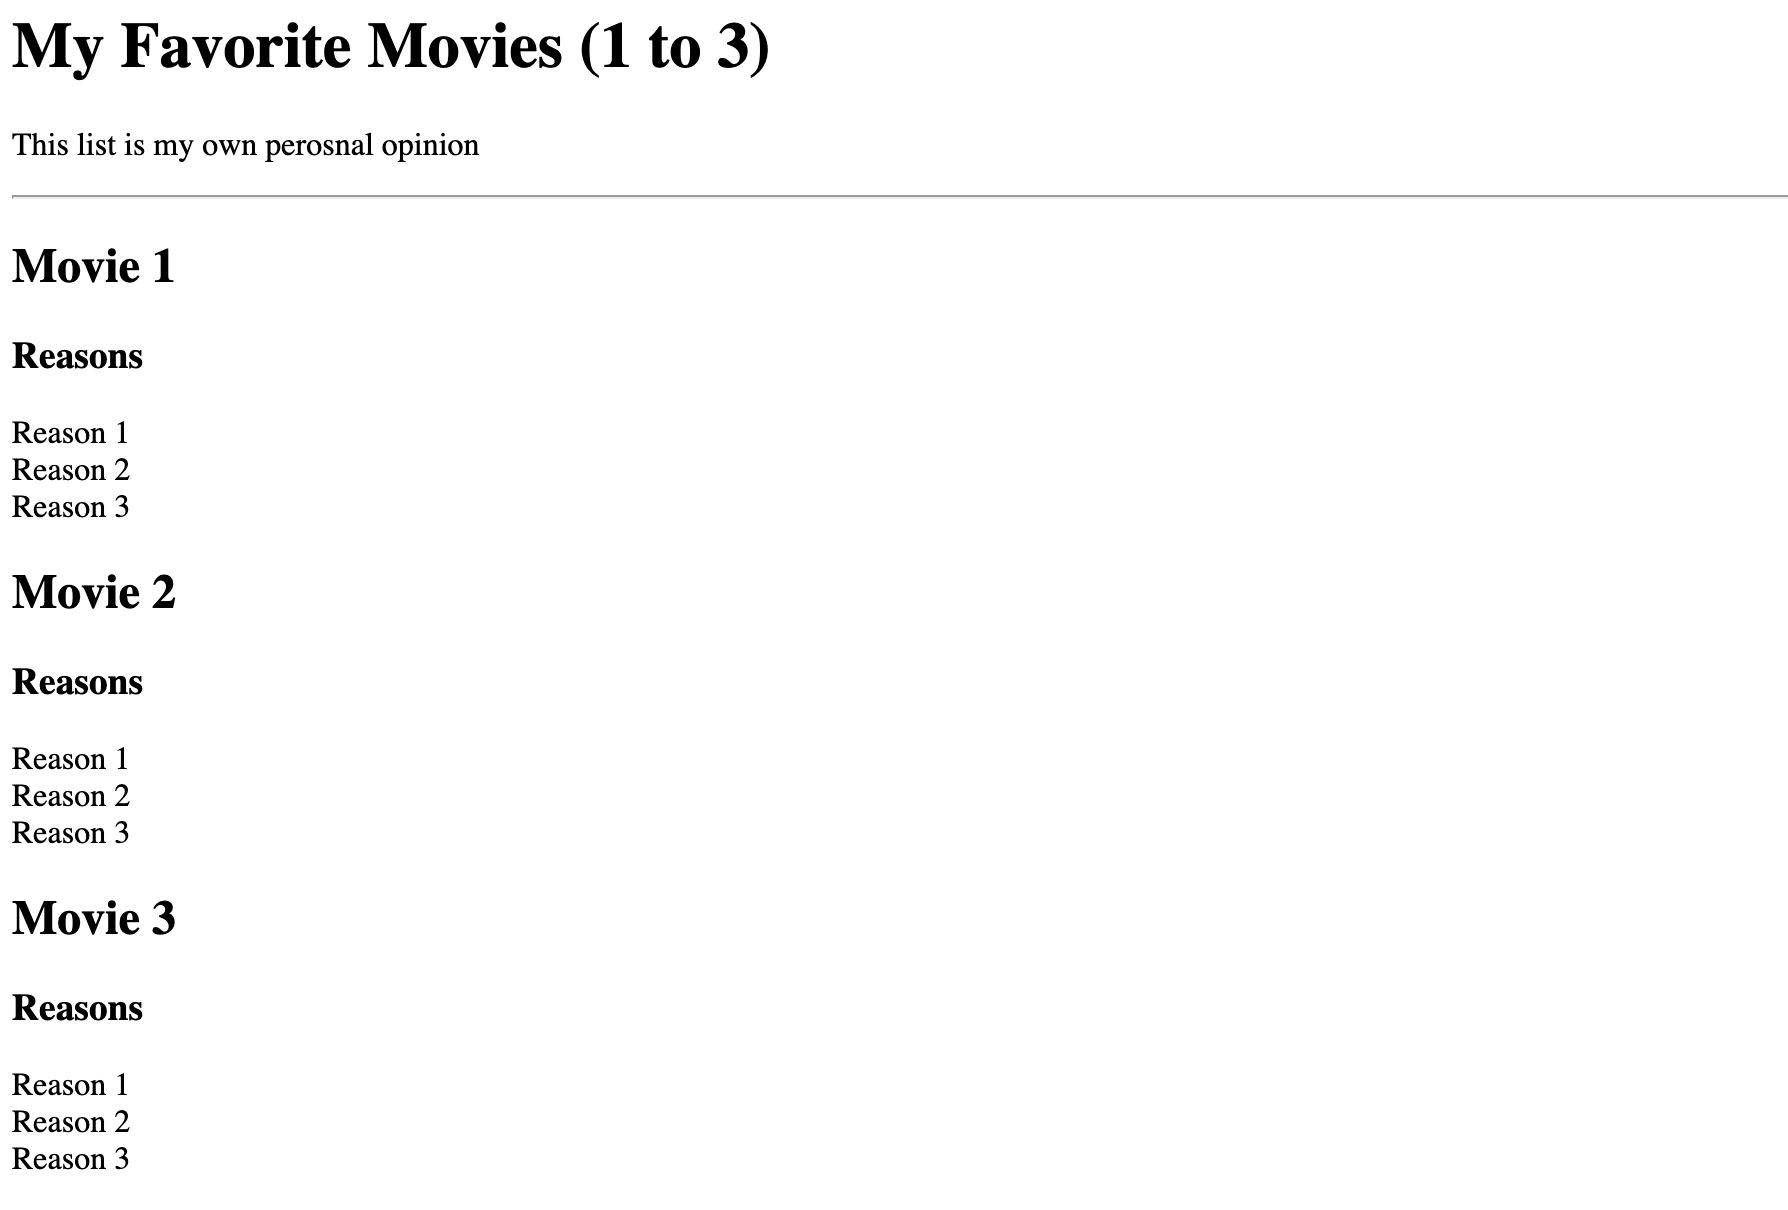 My Favorite Movies (1 to 3)
This list is my own perosnal opinion
Movie 1
Reasons
Reason 1
Reason 2
Reason 3
Movie 2
Reasons
Reason 1
Reason 2
Reason 3
Movie 3
Reasons
Reason 1
Reason 2
Reason 3